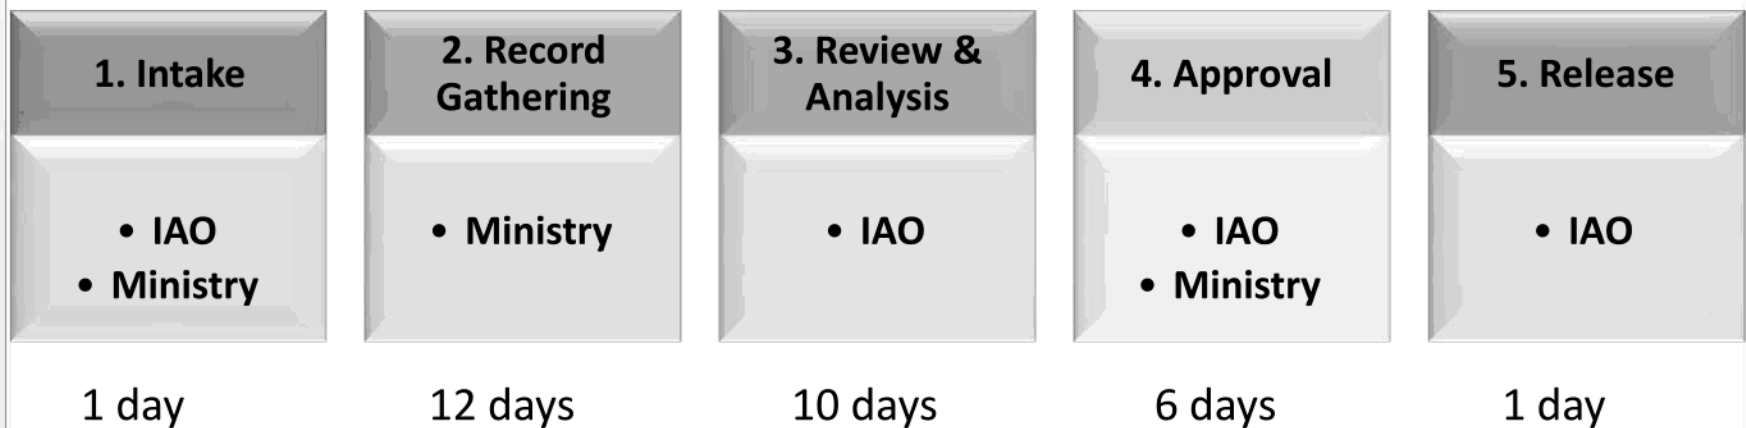 1. Intake
• IAO
• Ministry
1 day
2. Record
Gathering
• Ministry
12 days
3. Review &
Analysis
• IAO
10 days
4. Approval
• IAO
• Ministry
6 days
5. Release
• IAO
1 day